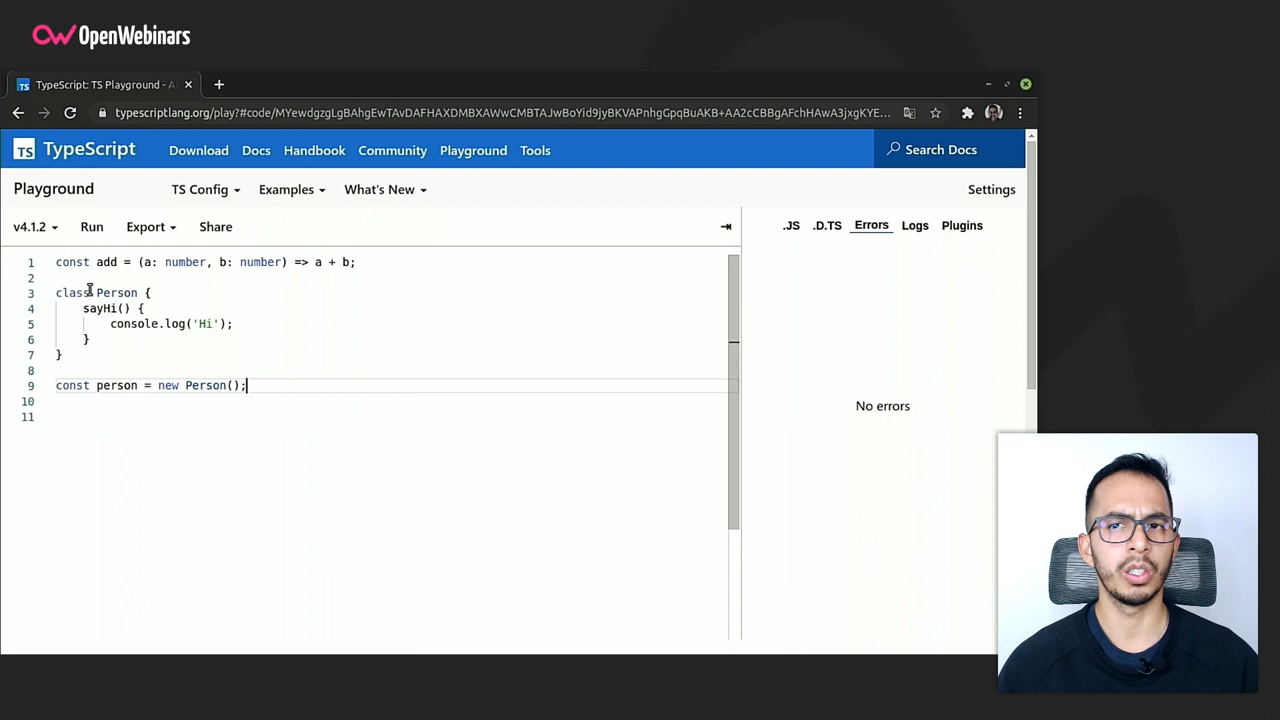 OpenWebinars
TypeScript: TS Playground - A
typescriptlang.org/play?#code/MYewdgzgLgBAhgEwTAvDAFHAXDMBXAWwCMBTAJwBoYid9jyBKVAPnhgGpqBuAKB+AA2cCBBgAFchHAwA3jxgKYE...
TS TypeScript Download Docs Handbook Community Playground Tools Search Docs
Playground TS Config Examples What's New Settings
v4.1.2 Run Export Share .JS .D.TS Errors Logs Plugins
1 const add = (a: number, b: number) => a + b;
2
3 class Person {
4 sayHi() {
5 console.log('Hi');
6 }
7 }
8
9 const person = new Person();
10
11
No errors